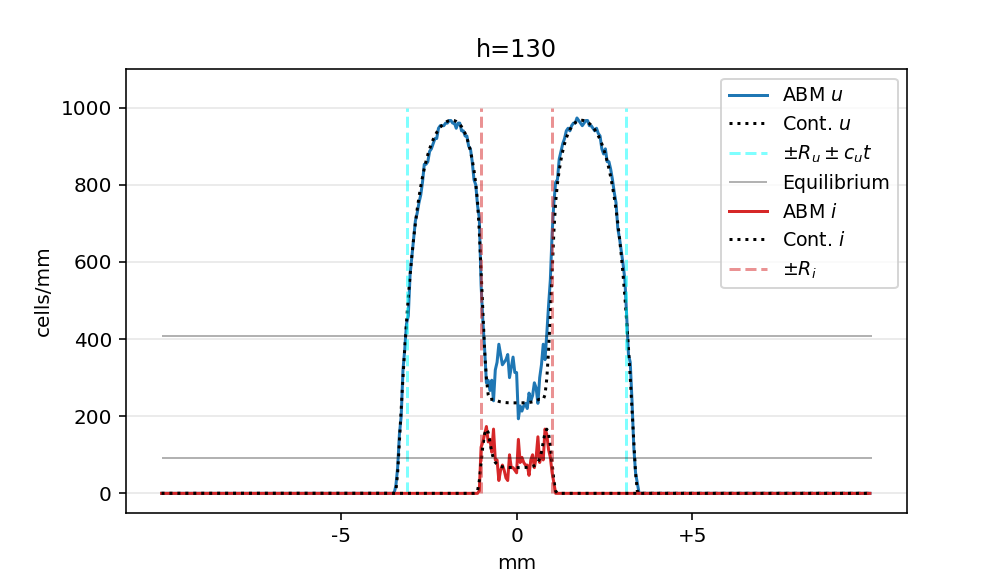 h=130
1000
800
600
400
200
0
cells/mm
-5
0
+5
mm
ABM u
Cont. u
±R_u ± c_u t
Equilibrium
ABM i
Cont. i
±R_i